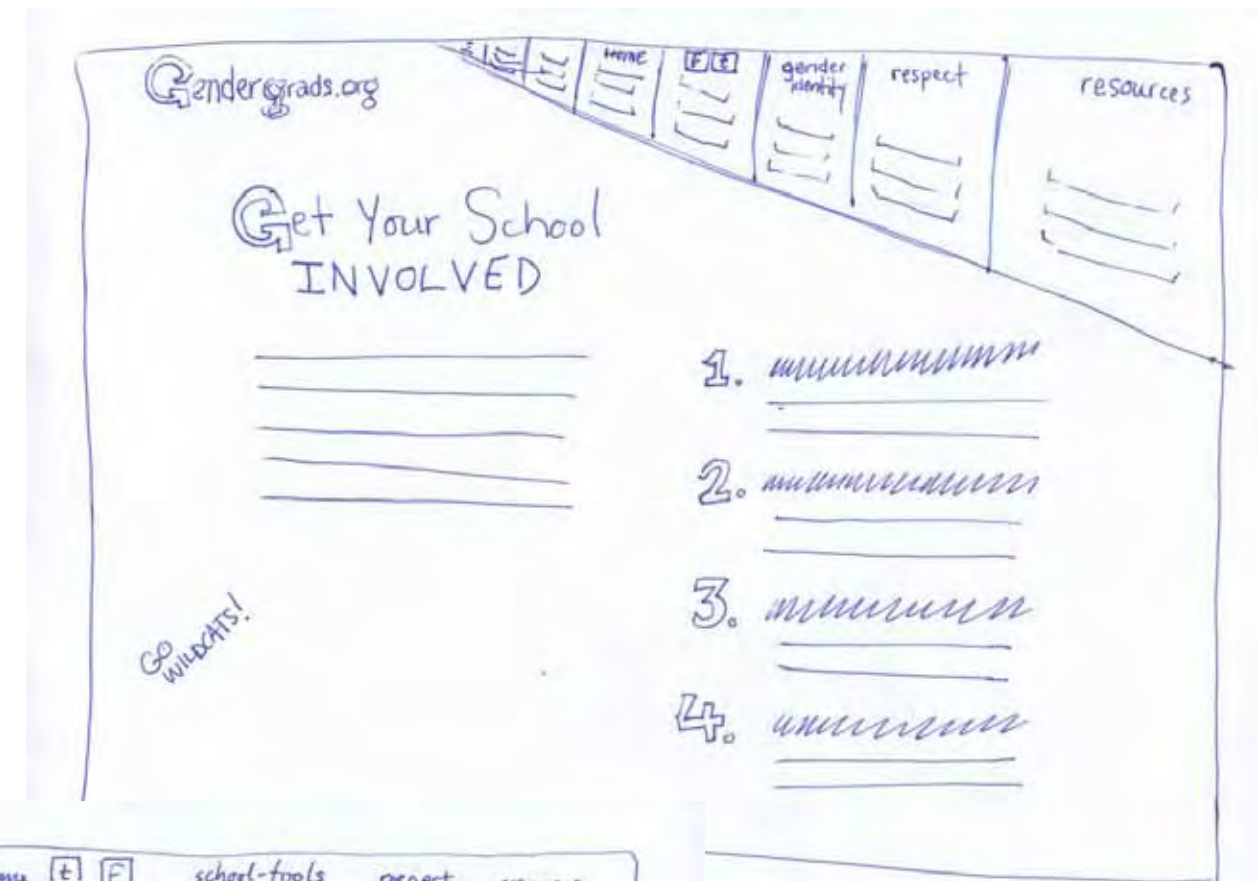 Gendergrads.org
HOME
F t
gender identity
respect
resources
Get Your School
INVOLVED
1.
2.
3.
4.
GO
WILDCATS!
t F school-tools respect